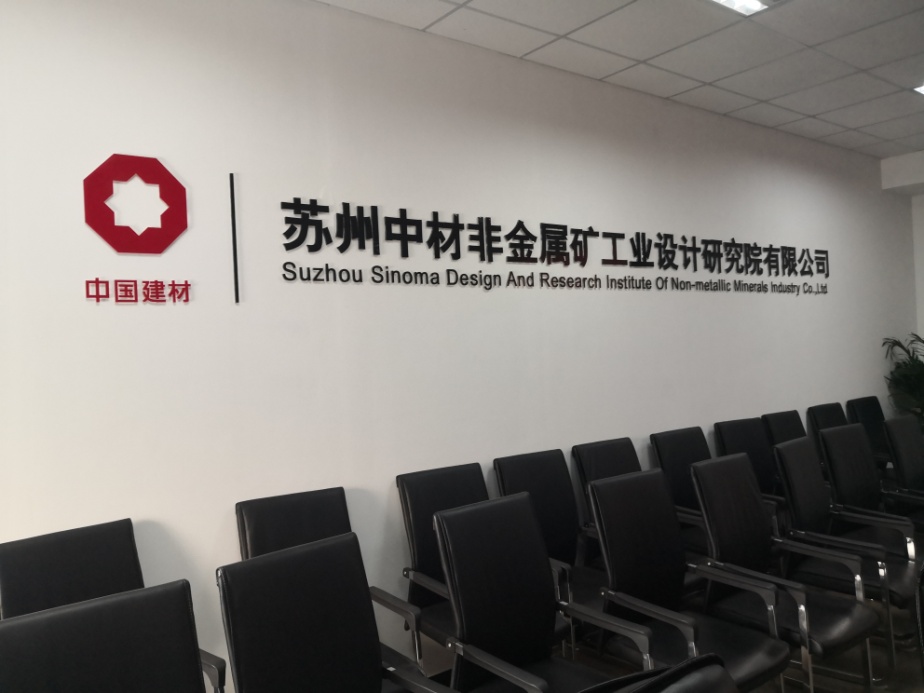 中国建材
苏州中材非金属矿工业设计研究院有限公司
Suzhou Sinoma Design And Research Institute Of Non-metallic Minerals Industry Co.,Ltd